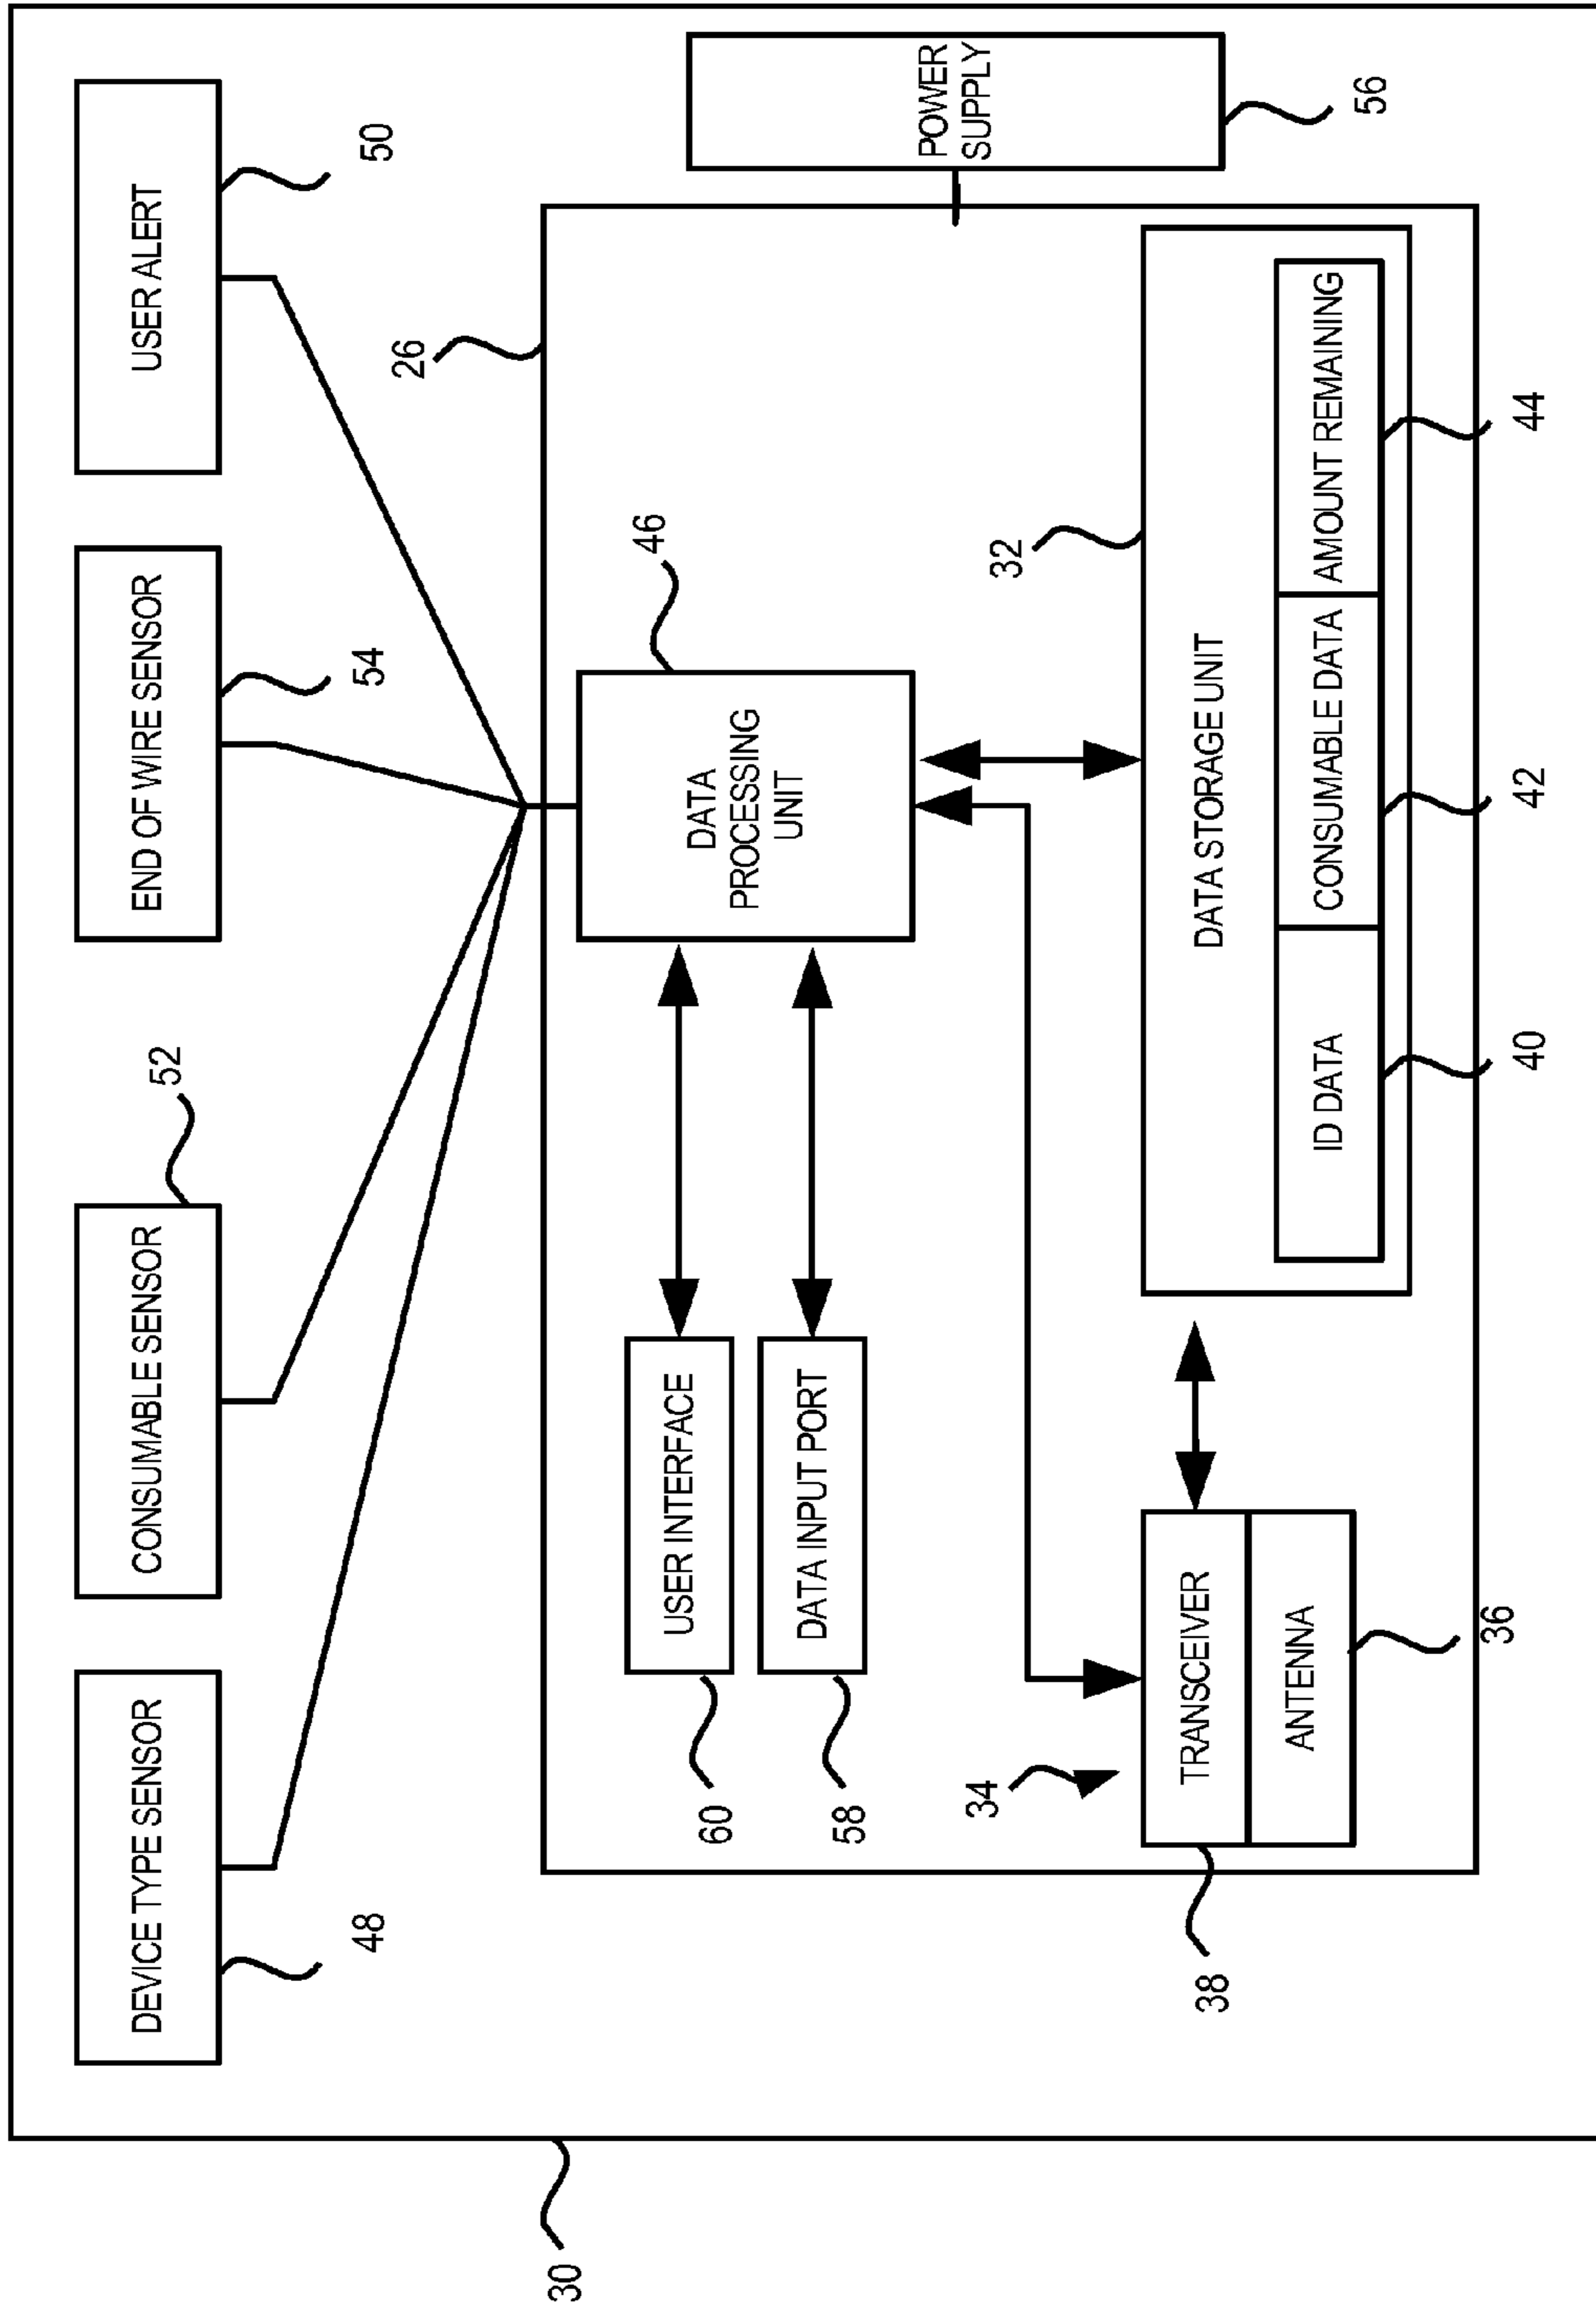 DEVICE TYPE SENSOR
48
CONSUMABLE SENSOR
52
END OF WIRE SENSOR
54
USER ALERT
50
26
30
USER INTERFACE
60
DATA INPUT PORT
58
DATA
PROCESSING
UNIT
46
POWER
SUPPLY
56
34
TRANSCEIVER
38
ANTENNA
36
32
DATA STORAGE UNIT
ID DATA
CONSUMABLE DATA
AMOUNT REMAINING
40
42
44